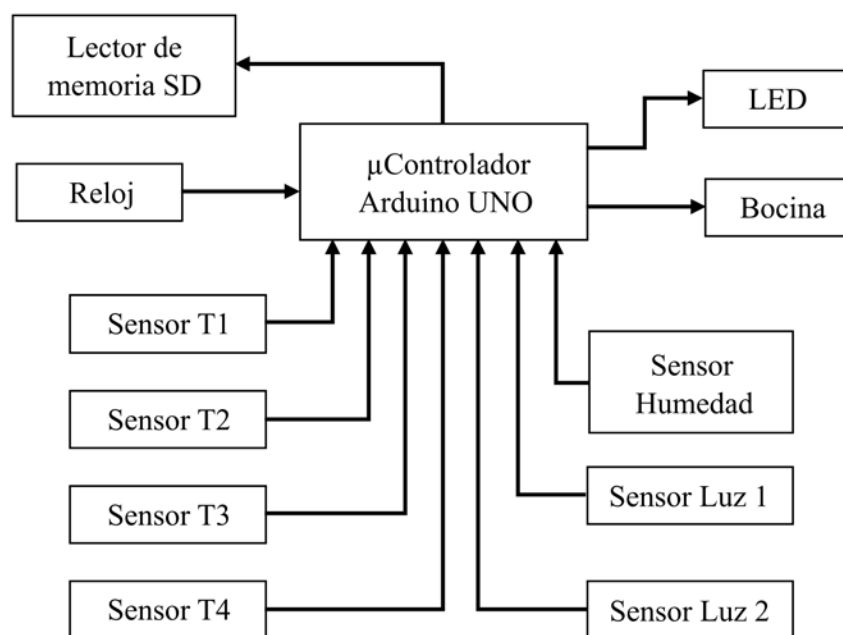 Lector de
memoria SD
LED
µControlador
Arduino UNO
Reloj
Bocina
Sensor T1
Sensor
Humedad
Sensor T2
Sensor Luz 1
Sensor T3
Sensor T4
Sensor Luz 2